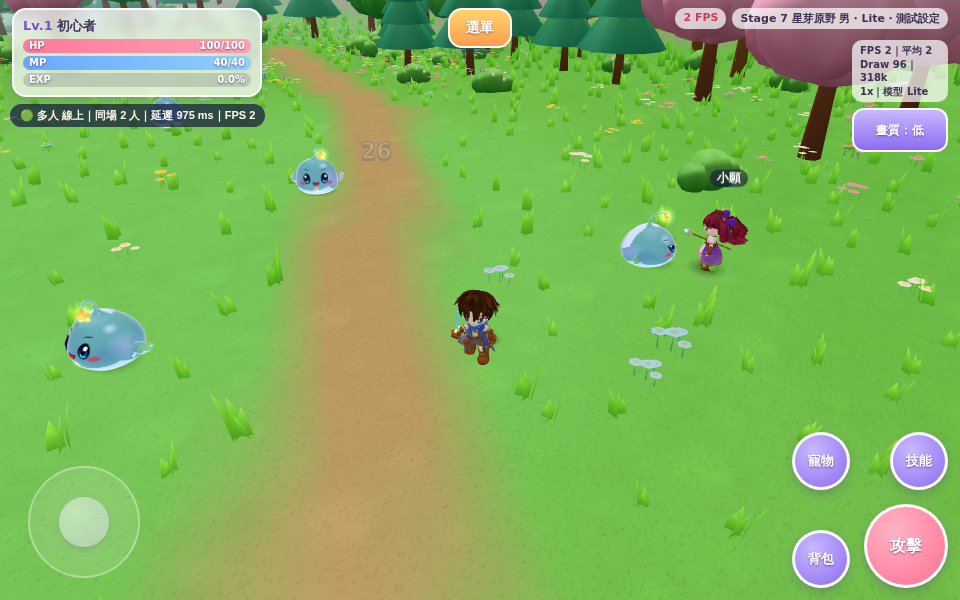 Lv.1 初心者
HP 100/100
MP 40/40
EXP 0.0%
多人 線上｜同場 2 人｜延遲 975 ms｜FPS 2
選單
2 FPS
Stage 7 星芽原野 男・Lite・測試設定
FPS 2｜平均 2
Draw 96｜
318k
1x｜模型 Lite
畫質：低
26
小願
寵物
技能
背包
攻擊